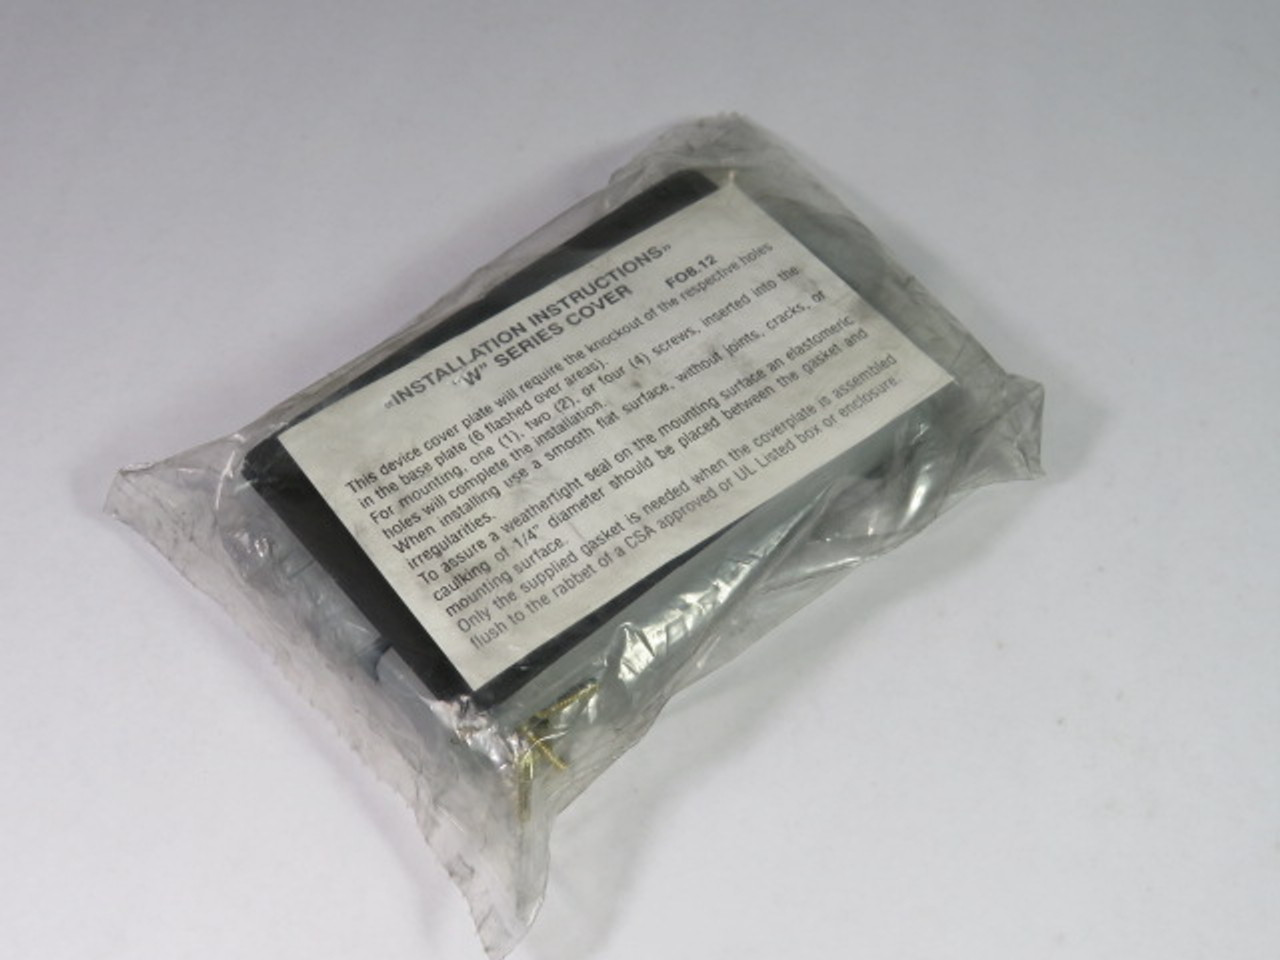 «INSTALLATION INSTRUCTIONS»
W" SERIES COVER FO8.12
This device cover plate will require the knockout of the respective holes
in the base plate (6 flashed over areas).
For mounting, one (1), two (2), or four (4) screws, inserted into the
holes will complete the installation.
When installing use a smooth flat surface, without joints, cracks, or
irregularities.
To assure a weathertight seal on the mounting surface an elastomeric
caulking of 1/4" diameter should be placed between the gasket and
mounting surface.
Only the supplied gasket is needed when the coverplate is assembled
flush to the rabbet of a CSA approved or UL Listed box or enclosure.